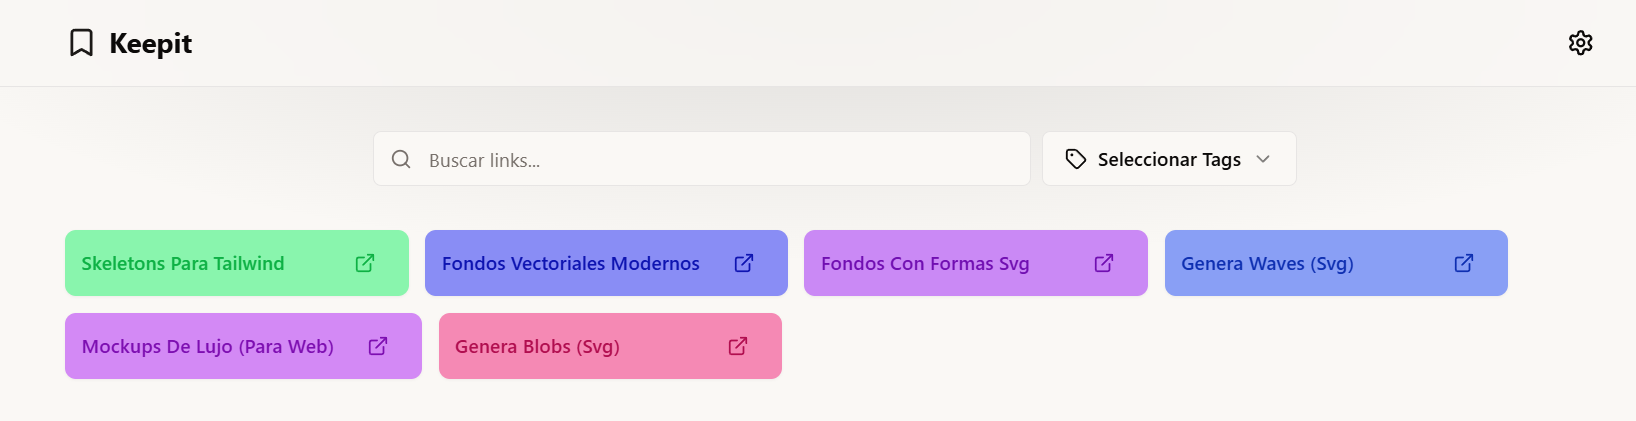 Keepit
Buscar links...
Seleccionar Tags
Skeletons Para Tailwind
Fondos Vectoriales Modernos
Fondos Con Formas Svg
Genera Waves (Svg)
Mockups De Lujo (Para Web)
Genera Blobs (Svg)